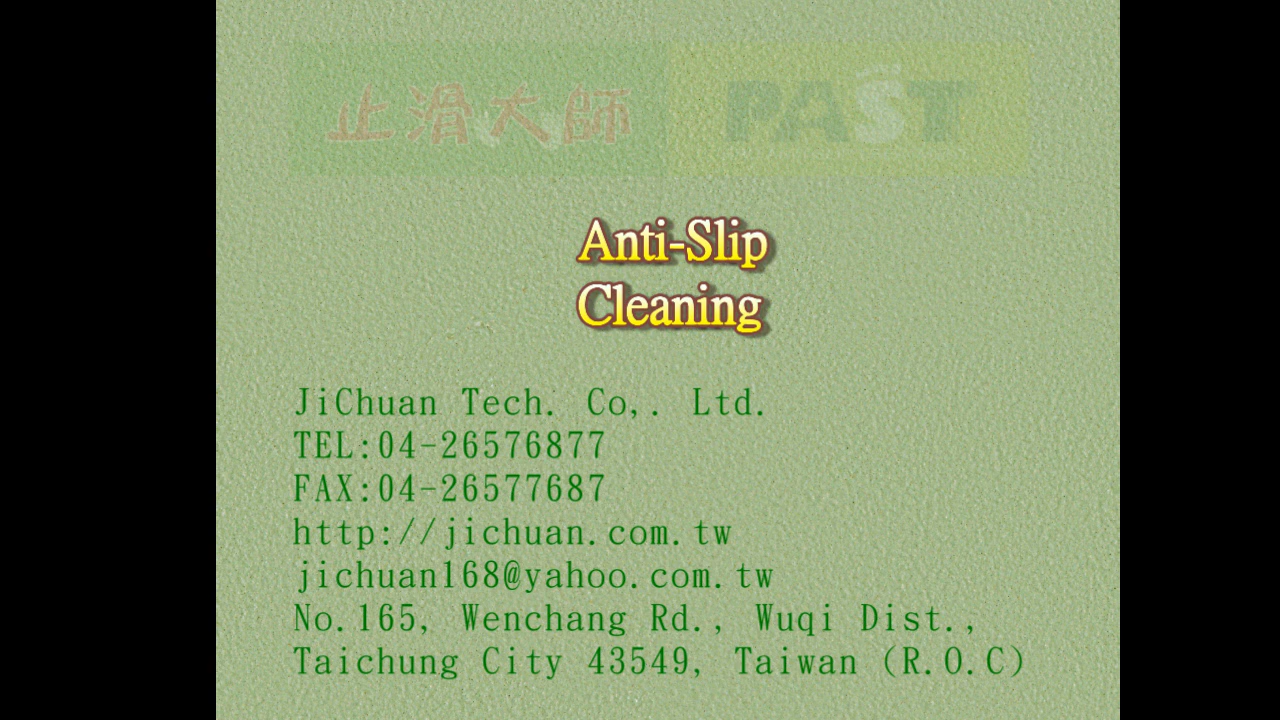 止滑大師 PAST
Anti-Slip
Cleaning
JiChuan Tech. Co,. Ltd.
TEL:04-26576877
FAX:04-26577687
http://jichuan.com.tw
jichuan168@yahoo.com.tw
No.165, Wenchang Rd., Wuqi Dist.,
Taichung City 43549, Taiwan (R.O.C)